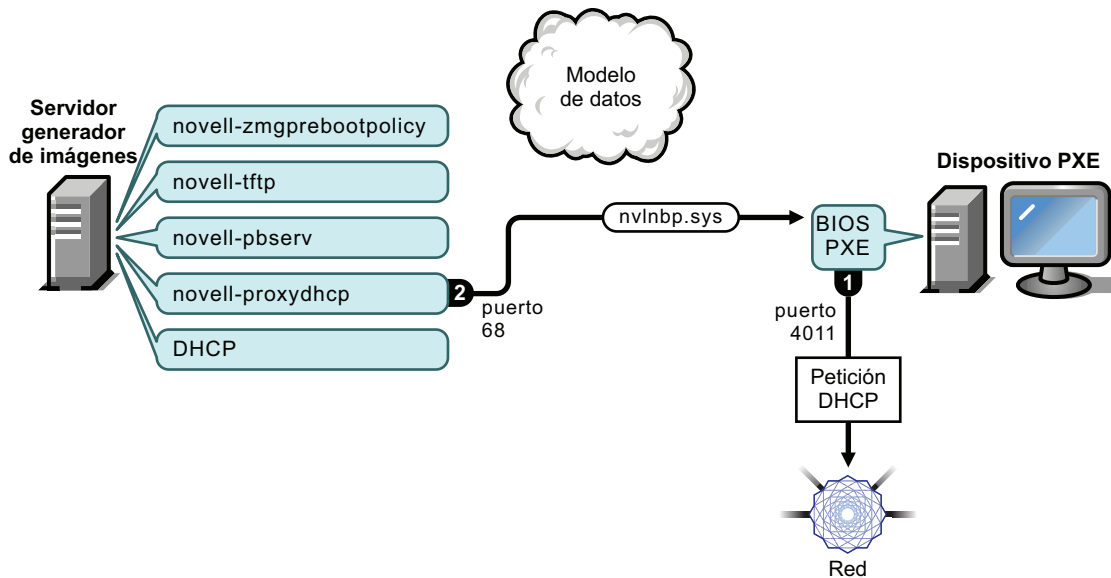 Modelo
de datos
Servidor
generador
de imágenes
novell-zmgprebootpolicy
novell-tftp
novell-pbserv
novell-proxydhcp
DHCP
2
puerto
68
nvlnbp.sys
Dispositivo PXE
BIOS
PXE
1
puerto
4011
Petición
DHCP
Red